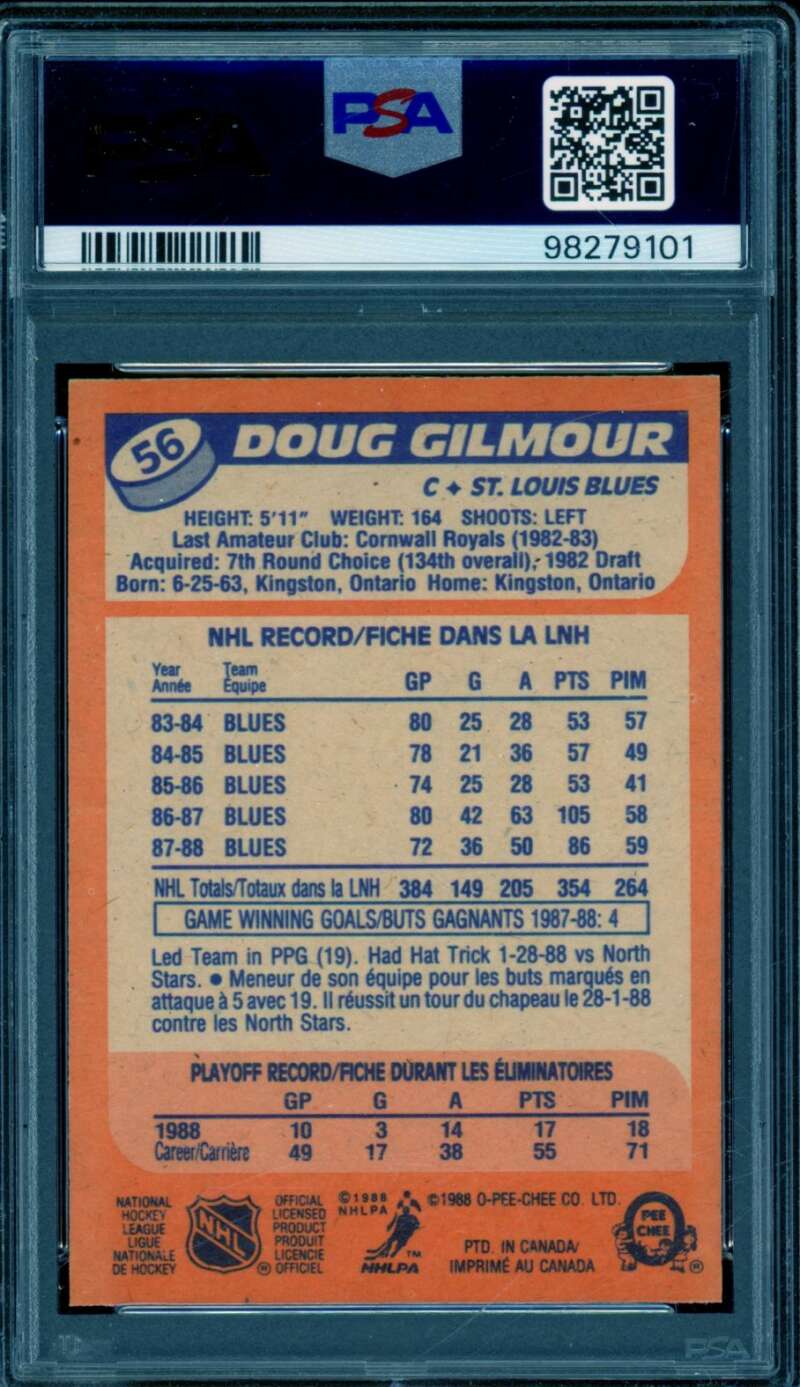 PSA
PSA
98279101
56 DOUG GILMOUR
C ✦ ST. LOUIS BLUES
HEIGHT: 5'11" WEIGHT: 164 SHOOTS: LEFT
Last Amateur Club: Cornwall Royals (1982-83)
Acquired: 7th Round Choice (134th overall), 1982 Draft
Born: 6-25-63, Kingston, Ontario Home: Kingston, Ontario
NHL RECORD/FICHE DANS LA LNH
Year Team
Année Équipe GP G A PTS PIM
83-84 BLUES 80 25 28 53 57
84-85 BLUES 78 21 36 57 49
85-86 BLUES 74 25 28 53 41
86-87 BLUES 80 42 63 105 58
87-88 BLUES 72 36 50 86 59
NHL Totals/Totaux dans la LNH 384 149 205 354 264
GAME WINNING GOALS/BUTS GAGNANTS 1987-88: 4
Led Team in PPG (19). Had Hat Trick 1-28-88 vs North
Stars. ● Meneur de son équipe pour les buts marqués en
attaque à 5 avec 19. Il réussit un tour du chapeau le 28-1-88
contre les North Stars.
PLAYOFF RECORD/FICHE DURANT LES ÉLIMINATOIRES
GP G A PTS PIM
1988 10 3 14 17 18
Career/Carrière 49 17 38 55 71
NATIONAL
HOCKEY
LEAGUE
LIGUE
NATIONALE
DE HOCKEY
NHL
®
OFFICIAL
LICENSED
PRODUCT
PRODUIT
LICENCIE
OFFICIEL
©1988
NHLPA
™
NHLPA
©1988 O-PEE-CHEE CO. LTD.
PTD. IN CANADA/
IMPRIMÉ AU CANADA
PEE
CHEE
®
PSA